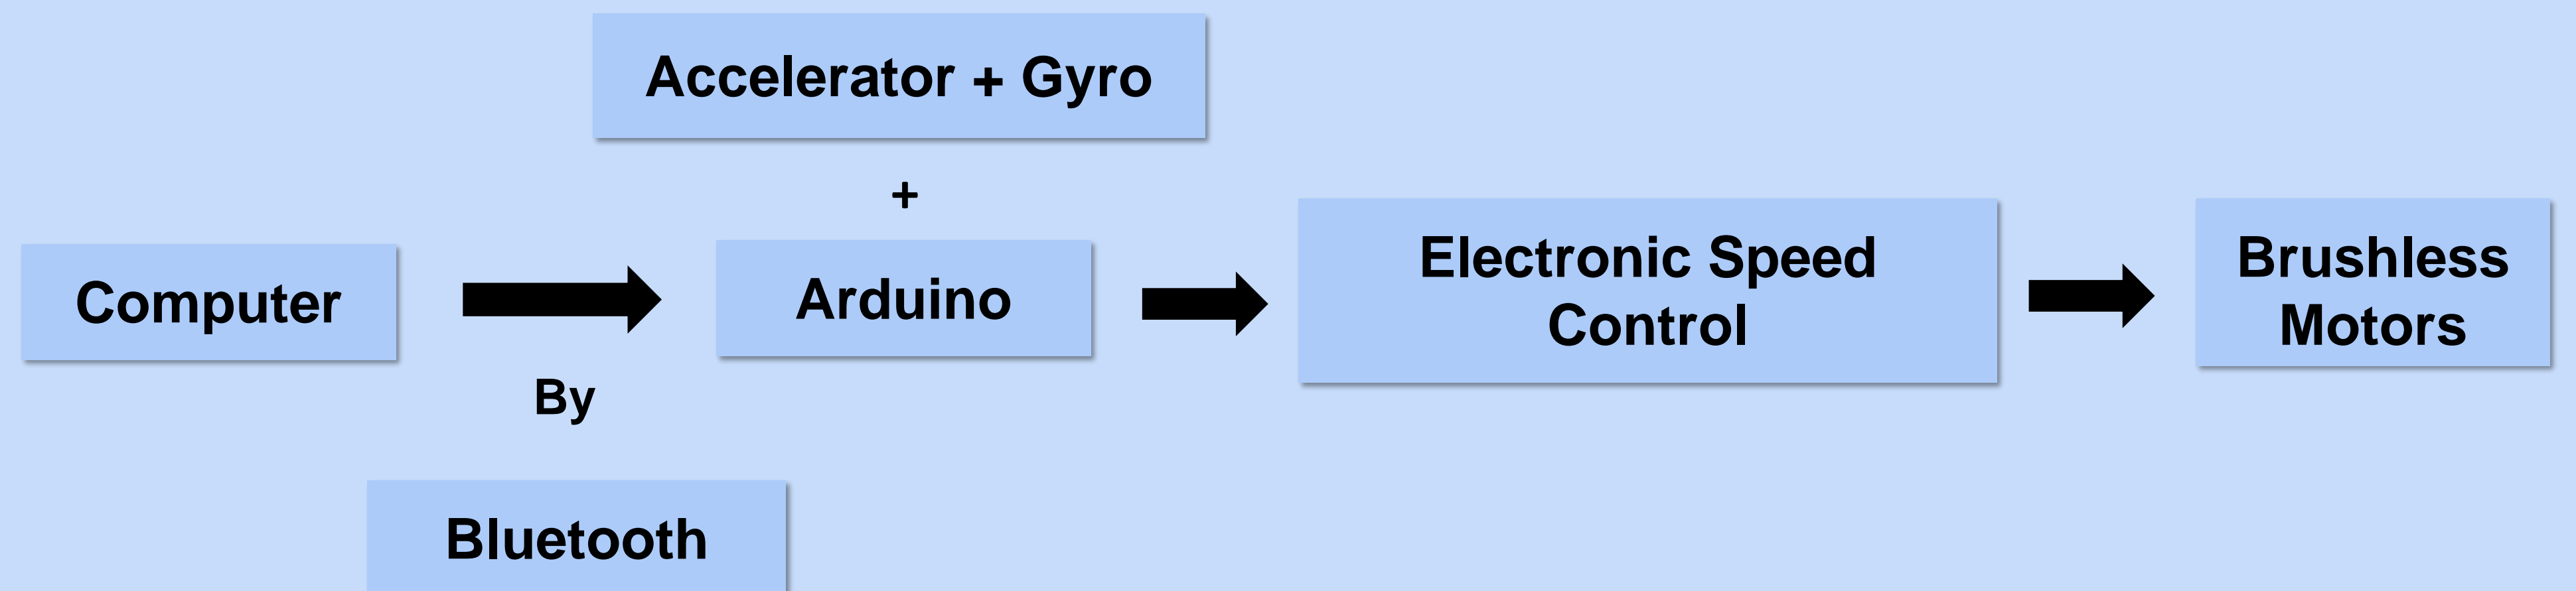 Accelerator + Gyro
+
Computer
Arduino
Electronic Speed
Control
Brushless
Motors
By
Bluetooth